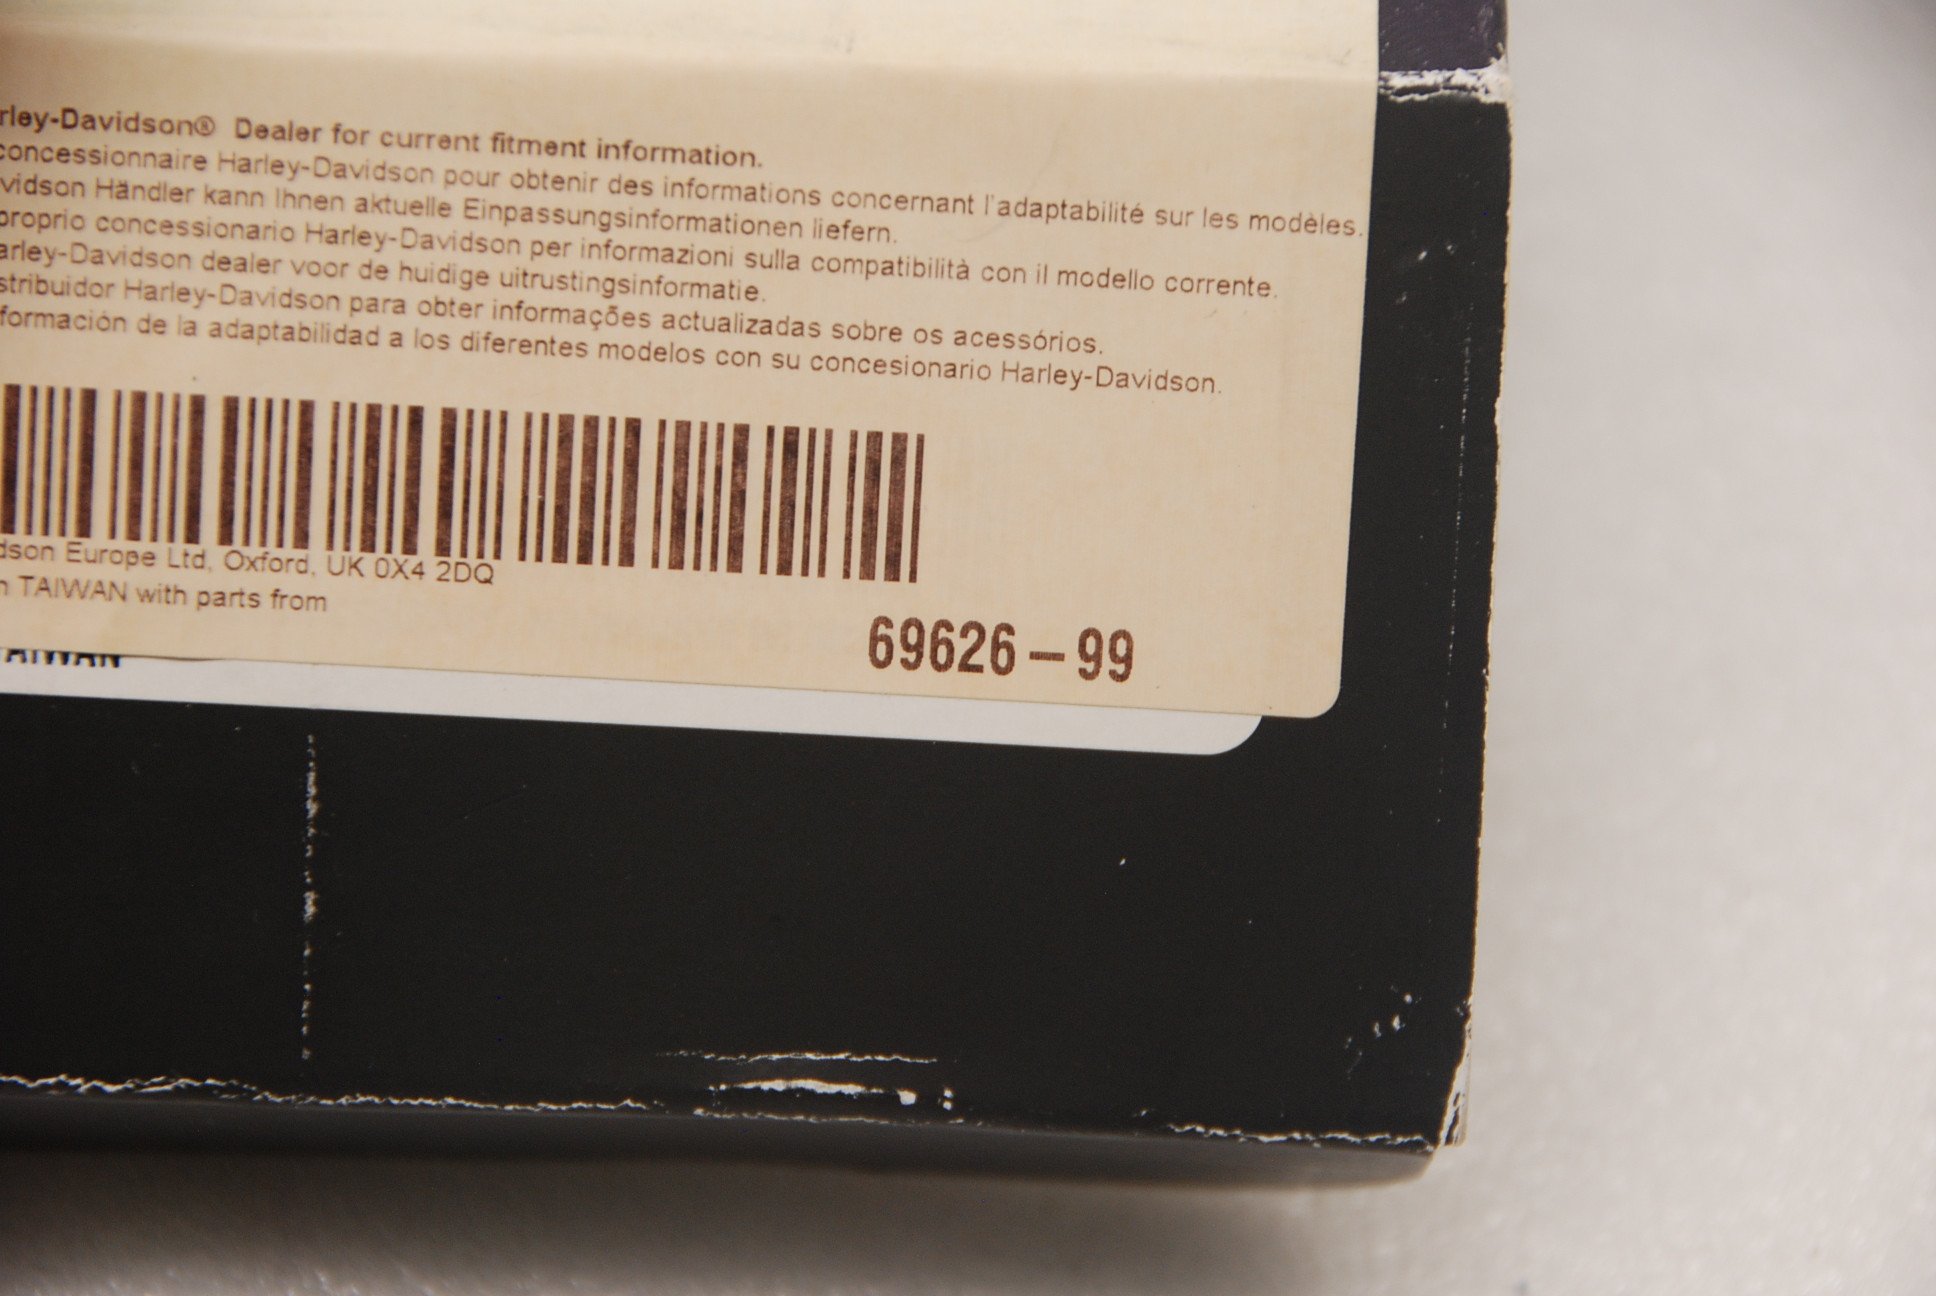 rley-Davidson® Dealer for current fitment information.
concessionnaire Harley-Davidson pour obtenir des informations concernant l'adaptabilité sur les modèles.
vidson Händler kann Ihnen aktuelle Einpassungsinformationen liefern.
proprio concessionario Harley-Davidson per informazioni sulla compatibilità con il modello corrente.
arley-Davidson dealer voor de huidige uitrustingsinformatie.
stribuidor Harley-Davidson para obter informações actualizadas sobre os acessórios.
formación de la adaptabilidad a los diferentes modelos con su concesionario Harley-Davidson.
dson Europe Ltd, Oxford, UK 0X4 2DQ
n TAIWAN with parts from
69626-99
TAIWAN